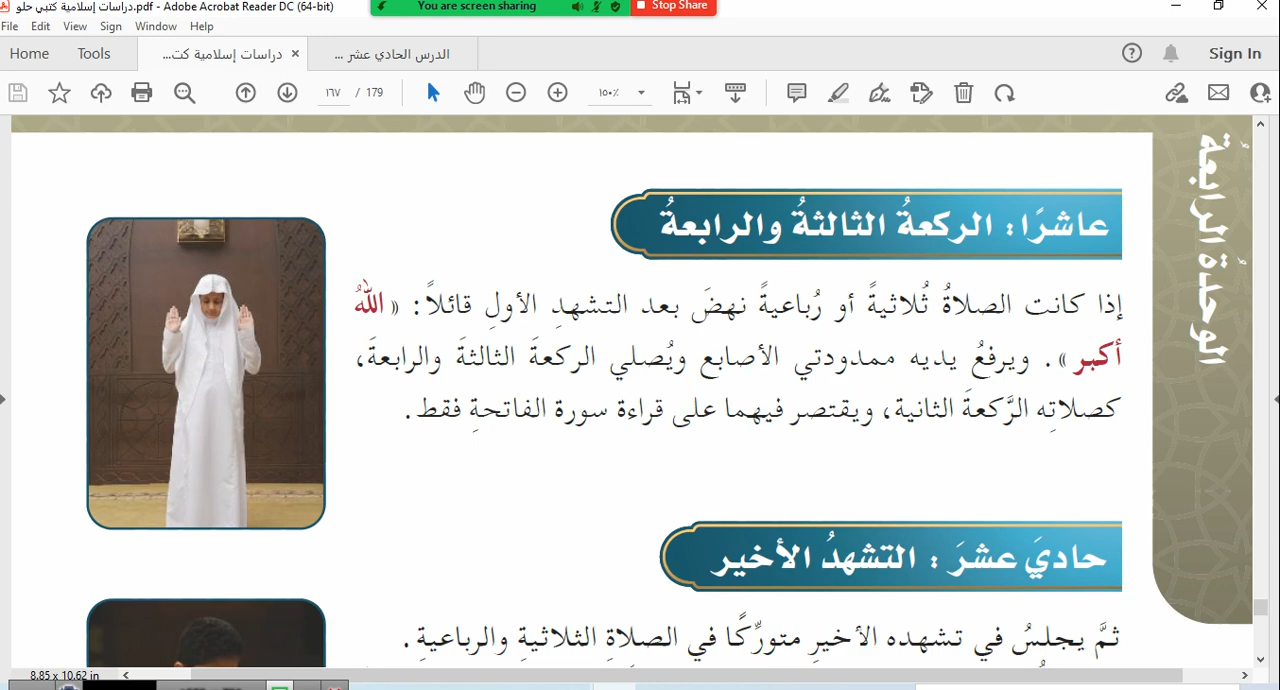 دراسات إسلامية كتبي حلو.pdf - Adobe Acrobat Reader DC (64-bit)
You are screen sharing
Stop Share
File Edit View Sign Window Help
Home Tools
دراسات إسلامية كت... ×
الدرس الحادي عشر ...
Sign In
١٦٧ / 179
١٥٠٪
الوحدةُ الرابعةُ
عاشرًا: الركعةُ الثالثةُ والرابعةُ
إذا كانت الصلاةُ ثُلاثيةً أو رُباعيةً نهضَ بعد التشهدِ الأولِ قائلاً: «اللهُ
أكبر». ويرفعُ يديه ممدودتي الأصابع ويُصلي الركعةَ الثالثةَ والرابعةَ،
كصلاتِه الرَّكعةَ الثانية، ويقتصر فيهما على قراءة سورة الفاتحةِ فقط.
حاديَ عشرَ : التشهدُ الأخير
ثمَّ يجلسُ في تشهده الأخيرِ متورِّكًا في الصلاةِ الثلاثيةِ والرباعيةِ .
8.85 x 10.62 in